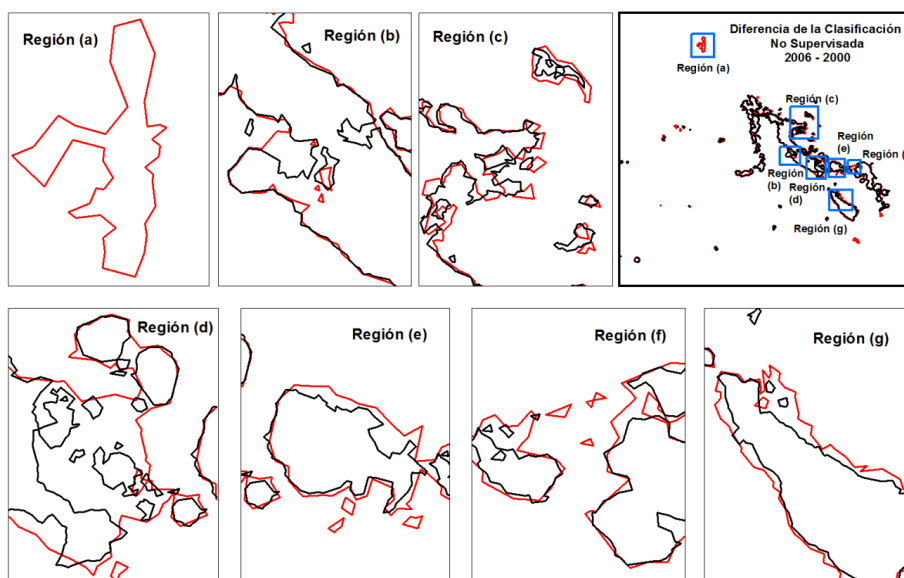 Región (a)
Región (b)
Región (c)
Diferencia de la Clasificación
No Supervisada
2006 - 2000
Región (a)
Región (c)
Región
(e)
Región (
Región
(b)
Región
(d)
Región (g)
Región (d)
Región (e)
Región (f)
Región (g)